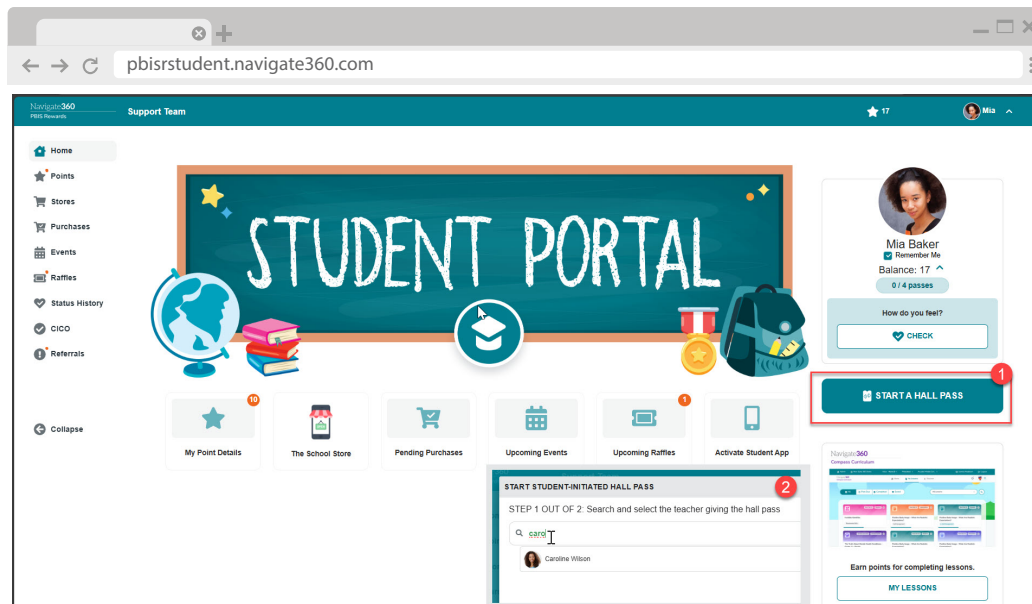 pbisrstudent.navigate360.com
Navigate360
PBIS Rewards
Support Team
17
Mia
Home
Points
Stores
Purchases
Events
Raffles
Status History
CICO
Referrals
Collapse
STUDENT PORTAL
Mia Baker
Remember Me
Balance: 17
0 / 4 passes
How do you feel?
CHECK
1
START A HALL PASS
10
My Point Details
The School Store
Pending Purchases
Upcoming Events
1
Upcoming Raffles
Activate Student App
START STUDENT-INITIATED HALL PASS
2
STEP 1 OUT OF 2: Search and select the teacher giving the hall pass
caro
Caroline Wilson
Navigate360
Compass Curriculum
Earn points for completing lessons.
MY LESSONS